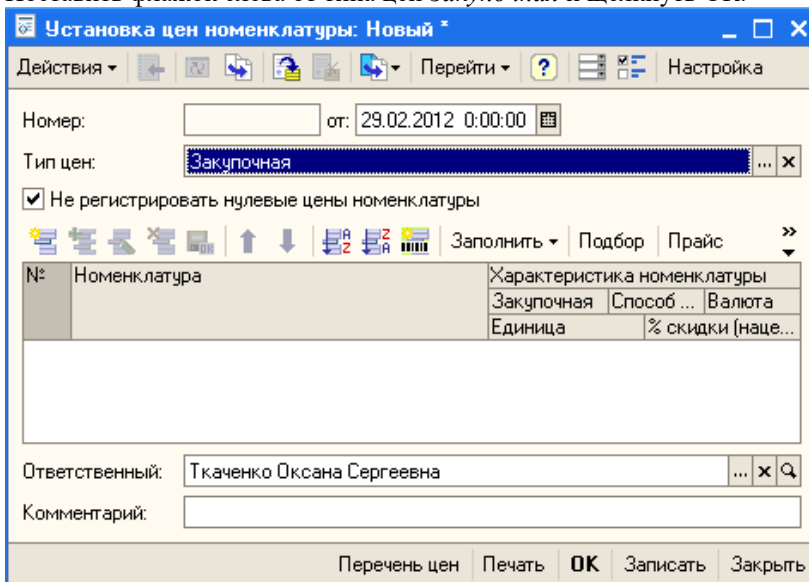 Установка цен номенклатуры: Новый *
Действия Перейти ? Настройка
Номер: от: 29.02.2012 0:00:00
Тип цен: Закупочная ... x
Не регистрировать нулевые цены номенклатуры
Заполнить Подбор Прайс
№ Номенклатура Характеристика номенклатуры
Закупочная Способ ... Валюта
Единица % скидки (наце...
Ответственный: Ткаченко Оксана Сергеевна ... x
Комментарий:
Перечень цен Печать OK Записать Закрыть